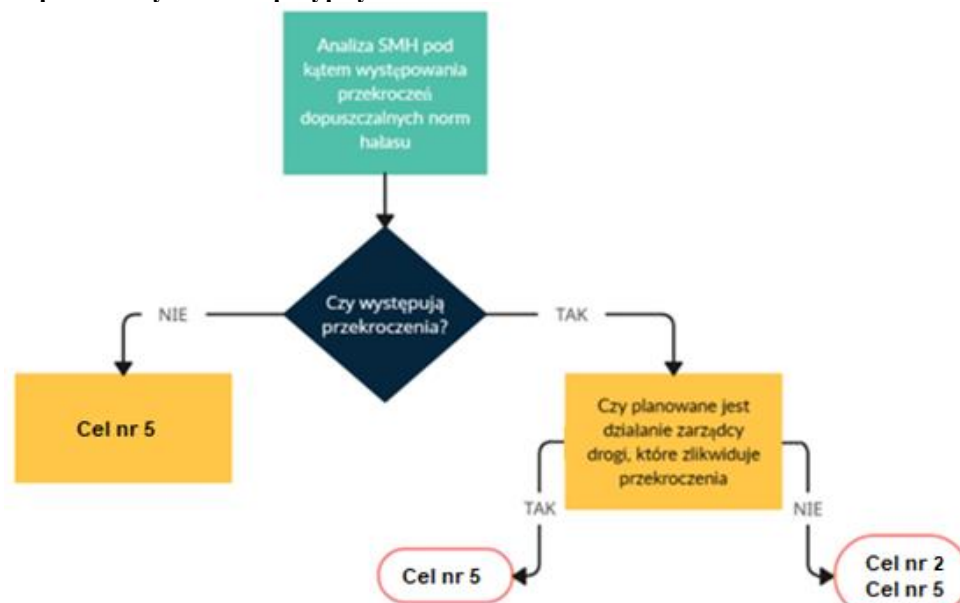 Analiza SMH pod
kątem występowania
przekroczeń
dopuszczalnych norm
hałasu
Czy występują
przekroczenia?
NIE
TAK
Cel nr 5
Czy planowane jest
działanie zarządcy
drogi, które zlikwiduje
przekroczenia
TAK
NIE
Cel nr 5
Cel nr 2
Cel nr 5